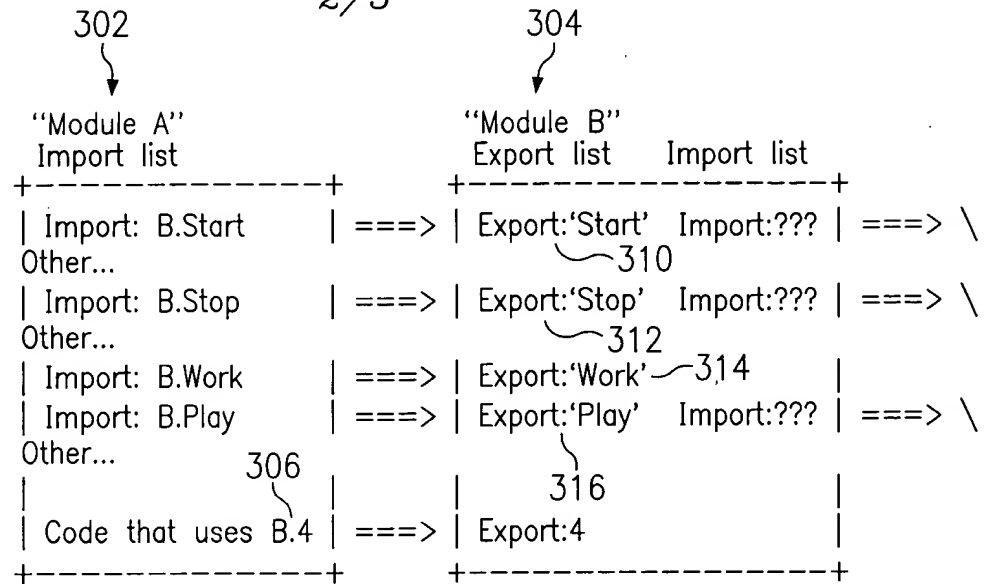 2/5
302 304
“Module A” “Module B”
Import list Export list Import list
+--------------+ +-----------------+
| Import: B.Start | ===> | Export:‘Start’ Import:??? | ===> \
Other... 310
| Import: B.Stop | ===> | Export:‘Stop’ Import:??? | ===> \
Other... 312
| Import: B.Work | ===> | Export:‘Work’ 314 |
| Import: B.Play | ===> | Export:‘Play’ Import:??? | ===> \
Other...
306 316
| Code that uses B.4 | ===> | Export:4 |
+--------------+ +-----------------+